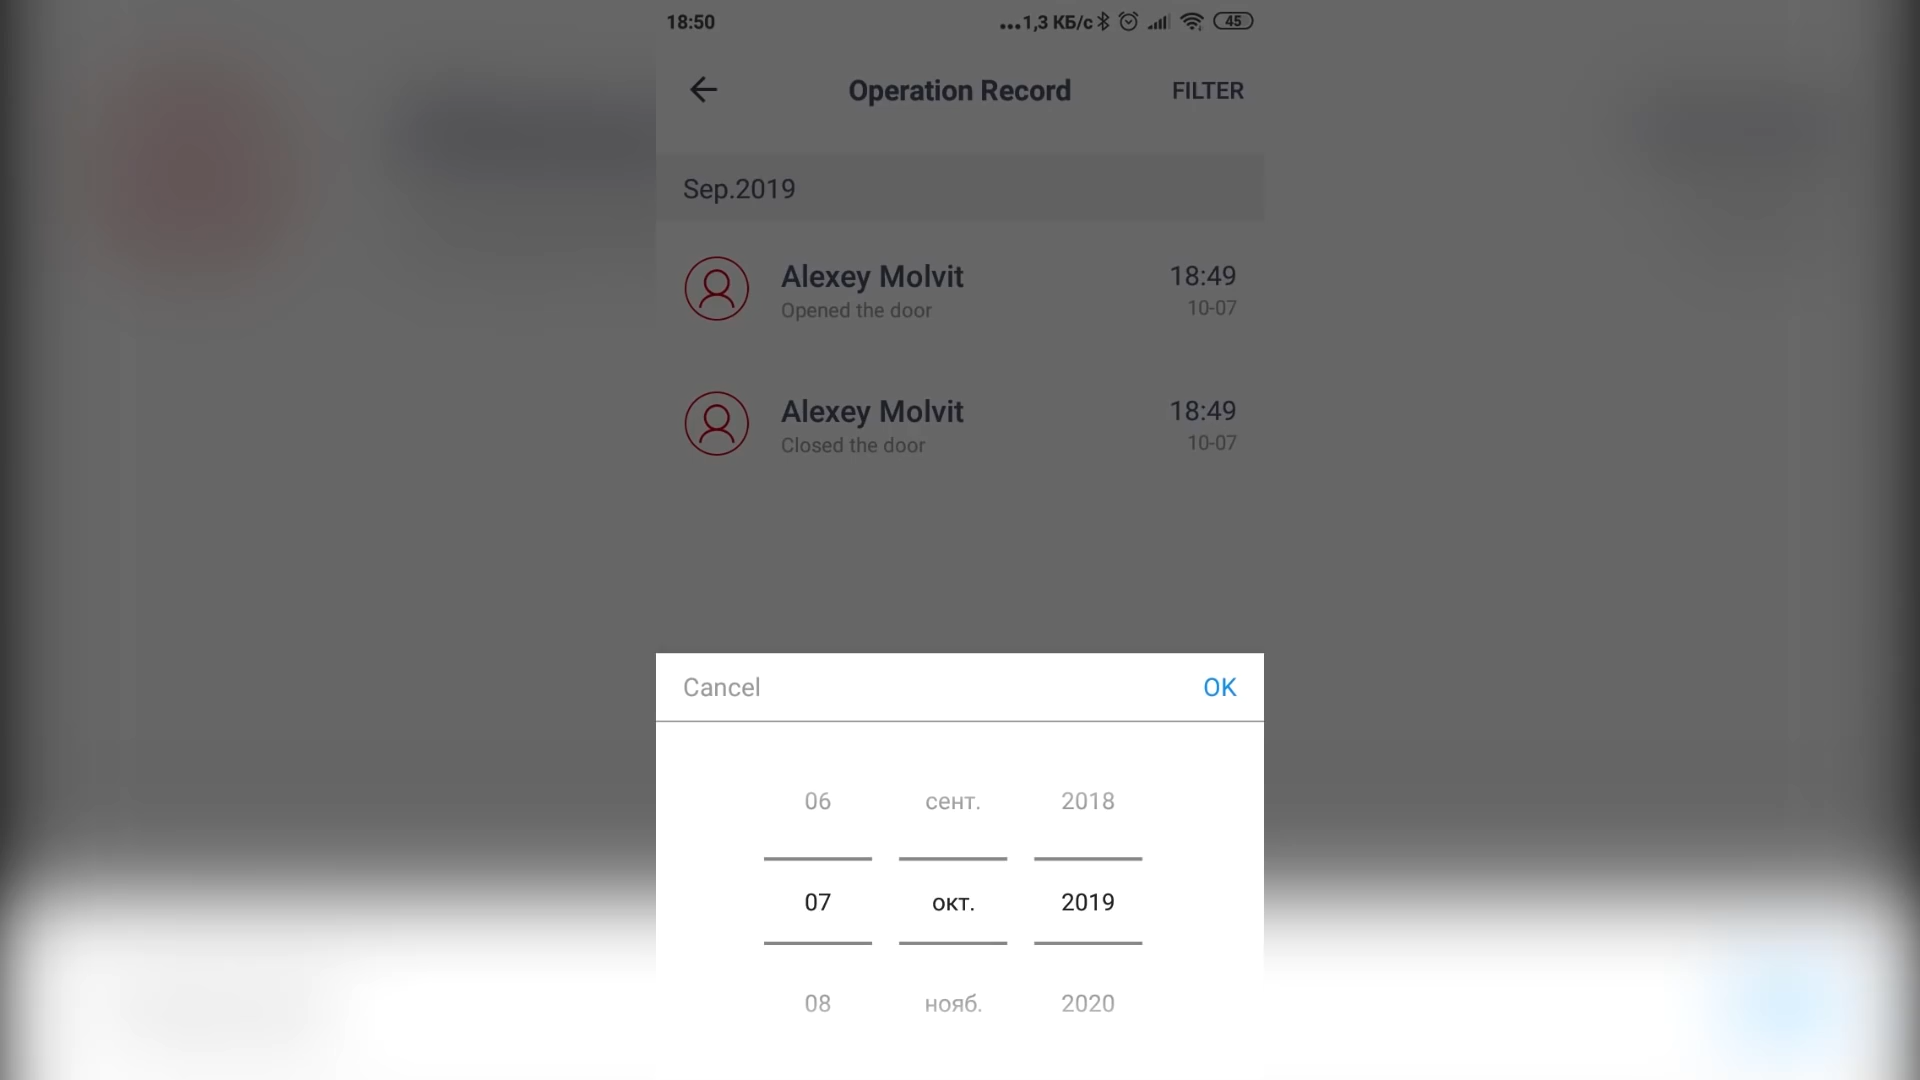 18:50
...1,3 КБ/с 45
Operation Record
FILTER
Sep.2019
Alexey Molvit
18:49
Opened the door
10-07
Alexey Molvit
18:49
Closed the door
10-07
Cancel
OK
06 сент. 2018
07 окт. 2019
08 нояб. 2020